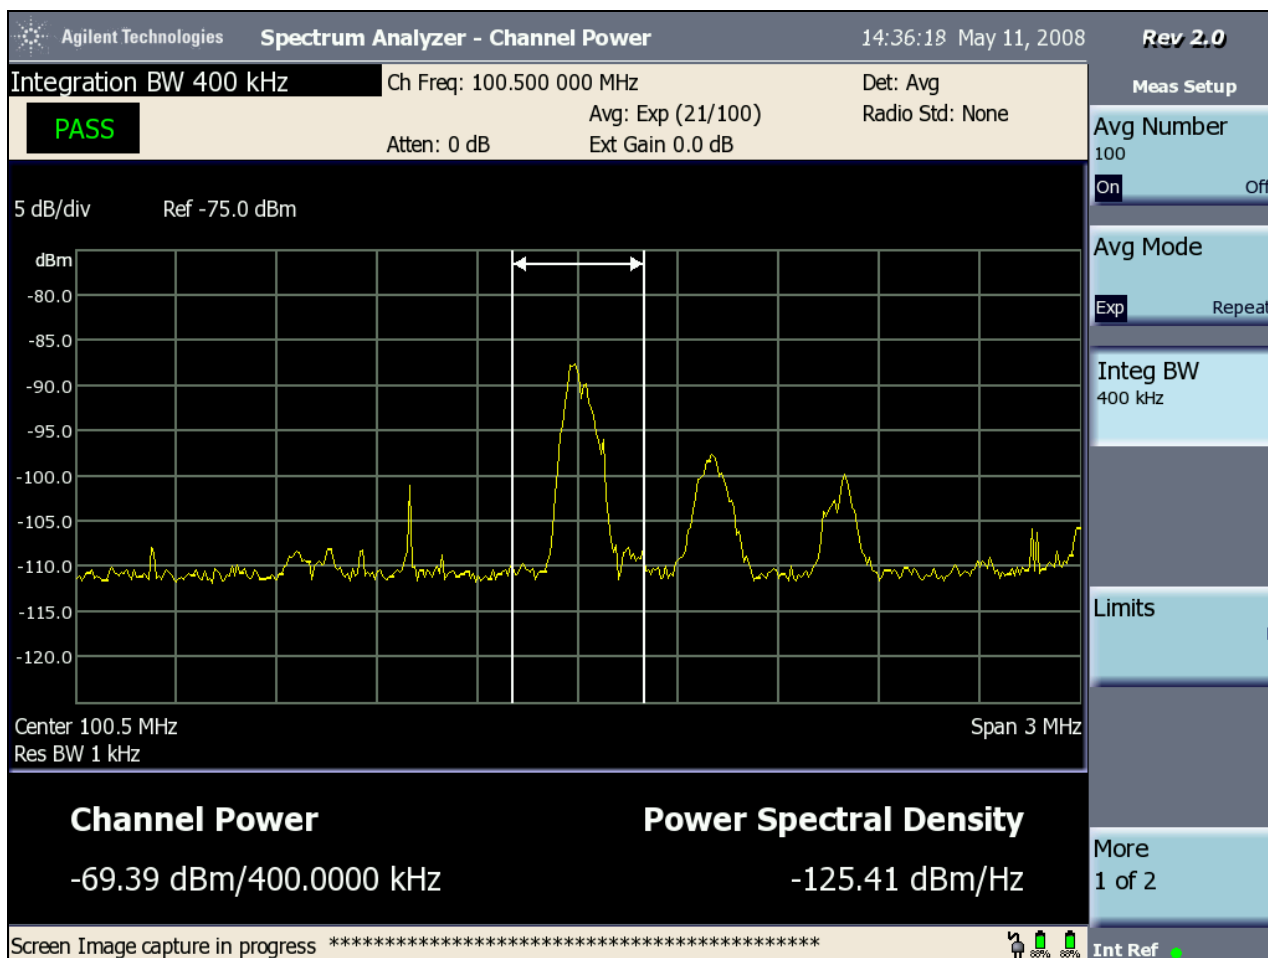 Agilent Technologies Spectrum Analyzer - Channel Power 14:36:18 May 11, 2008 Rev 2.0
Integration BW 400 kHz Ch Freq: 100.500 000 MHz Det: Avg
PASS Avg: Exp (21/100) Radio Std: None
Atten: 0 dB Ext Gain 0.0 dB
5 dB/div Ref -75.0 dBm
dBm
-80.0
-85.0
-90.0
-95.0
-100.0
-105.0
-110.0
-115.0
-120.0
Center 100.5 MHz Span 3 MHz
Res BW 1 kHz
Channel Power Power Spectral Density
-69.39 dBm/400.0000 kHz -125.41 dBm/Hz
Screen Image capture in progress ********************************************
Meas Setup
Avg Number
100
On Off
Avg Mode
Exp Repeat
Integ BW
400 kHz
Limits
More
1 of 2
Int Ref